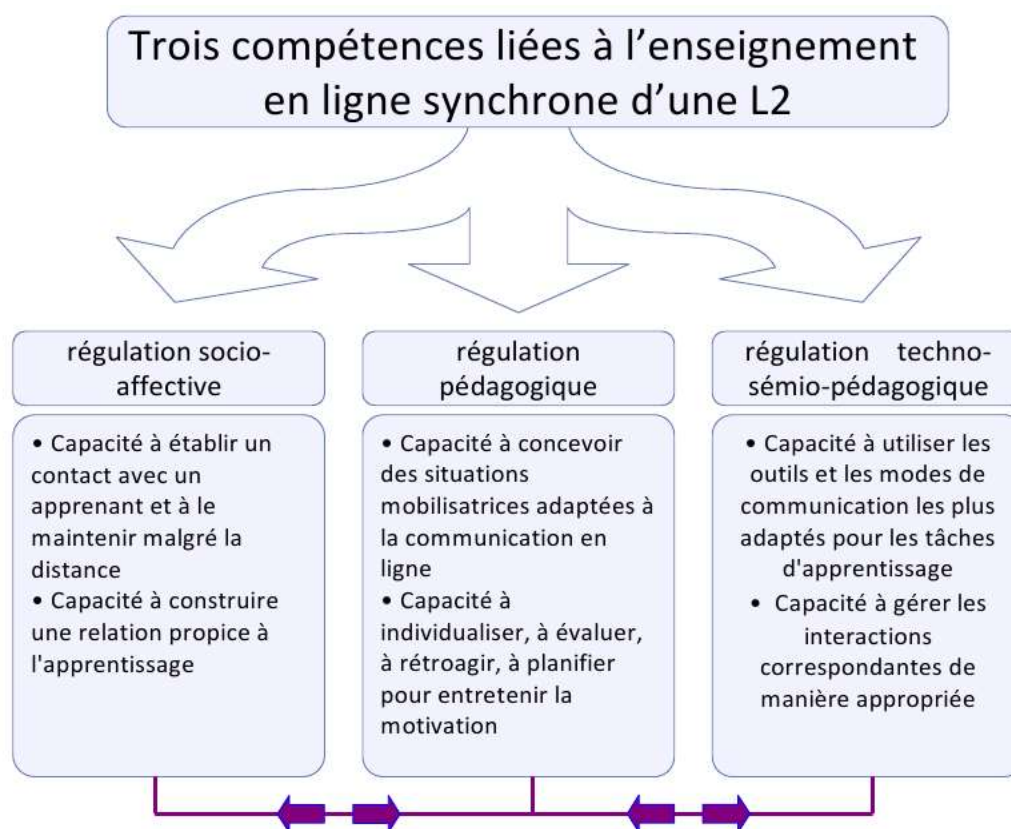 Trois compétences liées à l’enseignement
en ligne synchrone d’une L2
régulation socio-
affective
• Capacité à établir un
contact avec un
apprenant et à le
maintenir malgré la
distance
• Capacité à construire
une relation propice à
l'apprentissage
régulation
pédagogique
• Capacité à concevoir
des situations
mobilisatrices adaptées à
la communication en
ligne
• Capacité à
individualiser, à évaluer,
à rétroagir, à planifier
pour entretenir la
motivation
régulation techno-
sémio-pédagogique
• Capacité à utiliser les
outils et les modes de
communication les plus
adaptés pour les tâches
d'apprentissage
• Capacité à gérer les
interactions
correspondantes de
manière appropriée